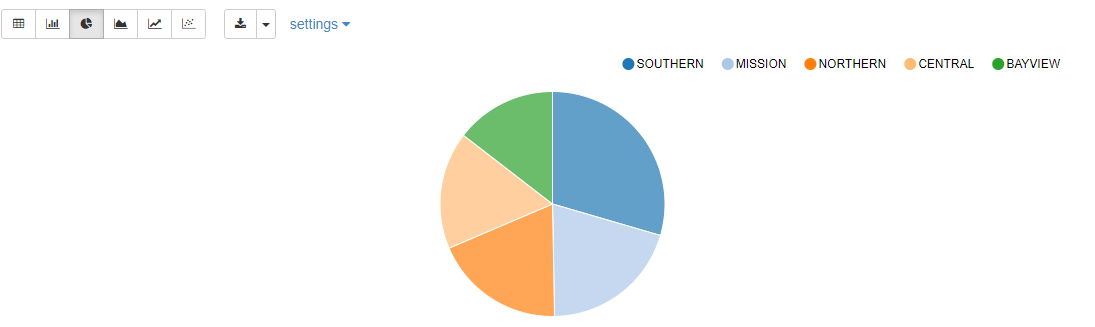 settings
SOUTHERN MISSION NORTHERN CENTRAL BAYVIEW